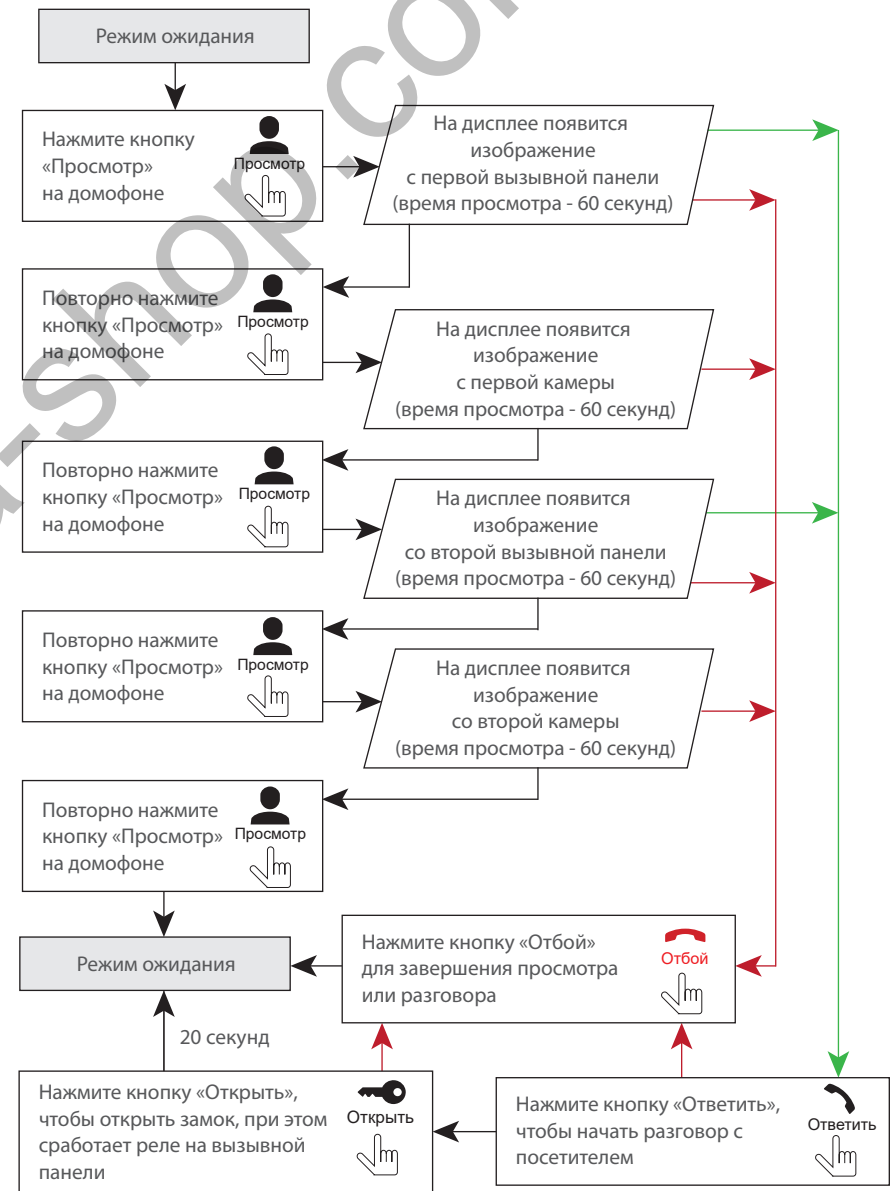 Режим ожидания
Нажмите кнопку
«Просмотр»
на домофоне
Просмотр
На дисплее появится
изображение
с первой вызывной панели
(время просмотра - 60 секунд)
Повторно нажмите
кнопку «Просмотр»
на домофоне
Просмотр
На дисплее появится
изображение
с первой камеры
(время просмотра - 60 секунд)
Повторно нажмите
кнопку «Просмотр»
на домофоне
Просмотр
На дисплее появится
изображение
со второй вызывной панели
(время просмотра - 60 секунд)
Повторно нажмите
кнопку «Просмотр»
на домофоне
Просмотр
На дисплее появится
изображение
со второй камеры
(время просмотра - 60 секунд)
Повторно нажмите
кнопку «Просмотр»
на домофоне
Просмотр
Режим ожидания
Нажмите кнопку «Отбой»
для завершения просмотра
или разговора
Отбой
20 секунд
Нажмите кнопку «Открыть»,
чтобы открыть замок, при этом
сработает реле на вызывной
панели
Открыть
Нажмите кнопку «Ответить»,
чтобы начать разговор с
посетителем
Ответить
-shop.co